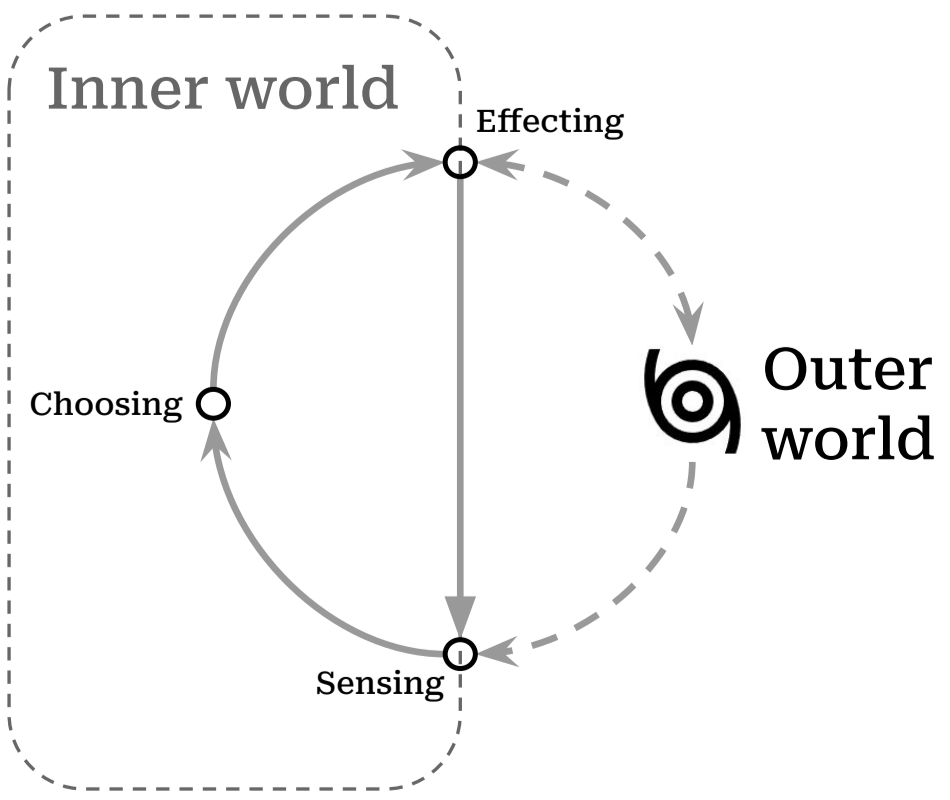 Inner world
Effecting
Outer
world
Choosing
Sensing